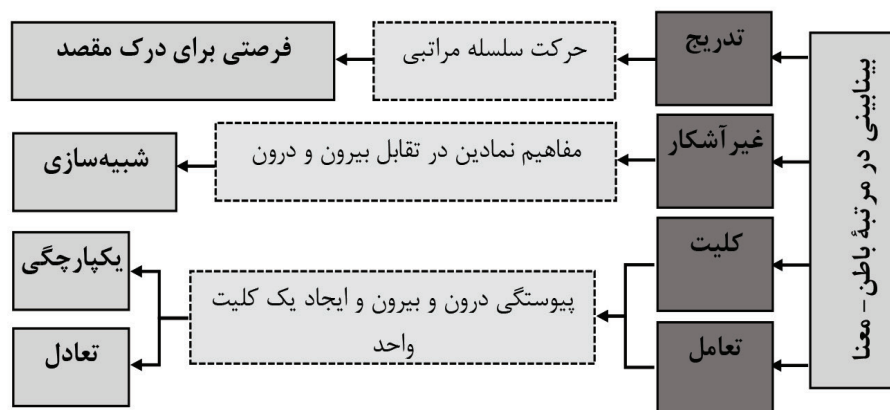 بینابینی در مرتبۀ باطن - معنا
تدریج
حرکت سلسله مراتبی
فرصتی برای درک مقصد
غیرآشکار
مفاهیم نمادین در تقابل بیرون و درون
شبیه‌سازی
کلیت
تعامل
پیوستگی درون و بیرون و ایجاد یک کلیت
واحد
یکپارچگی
تعادل